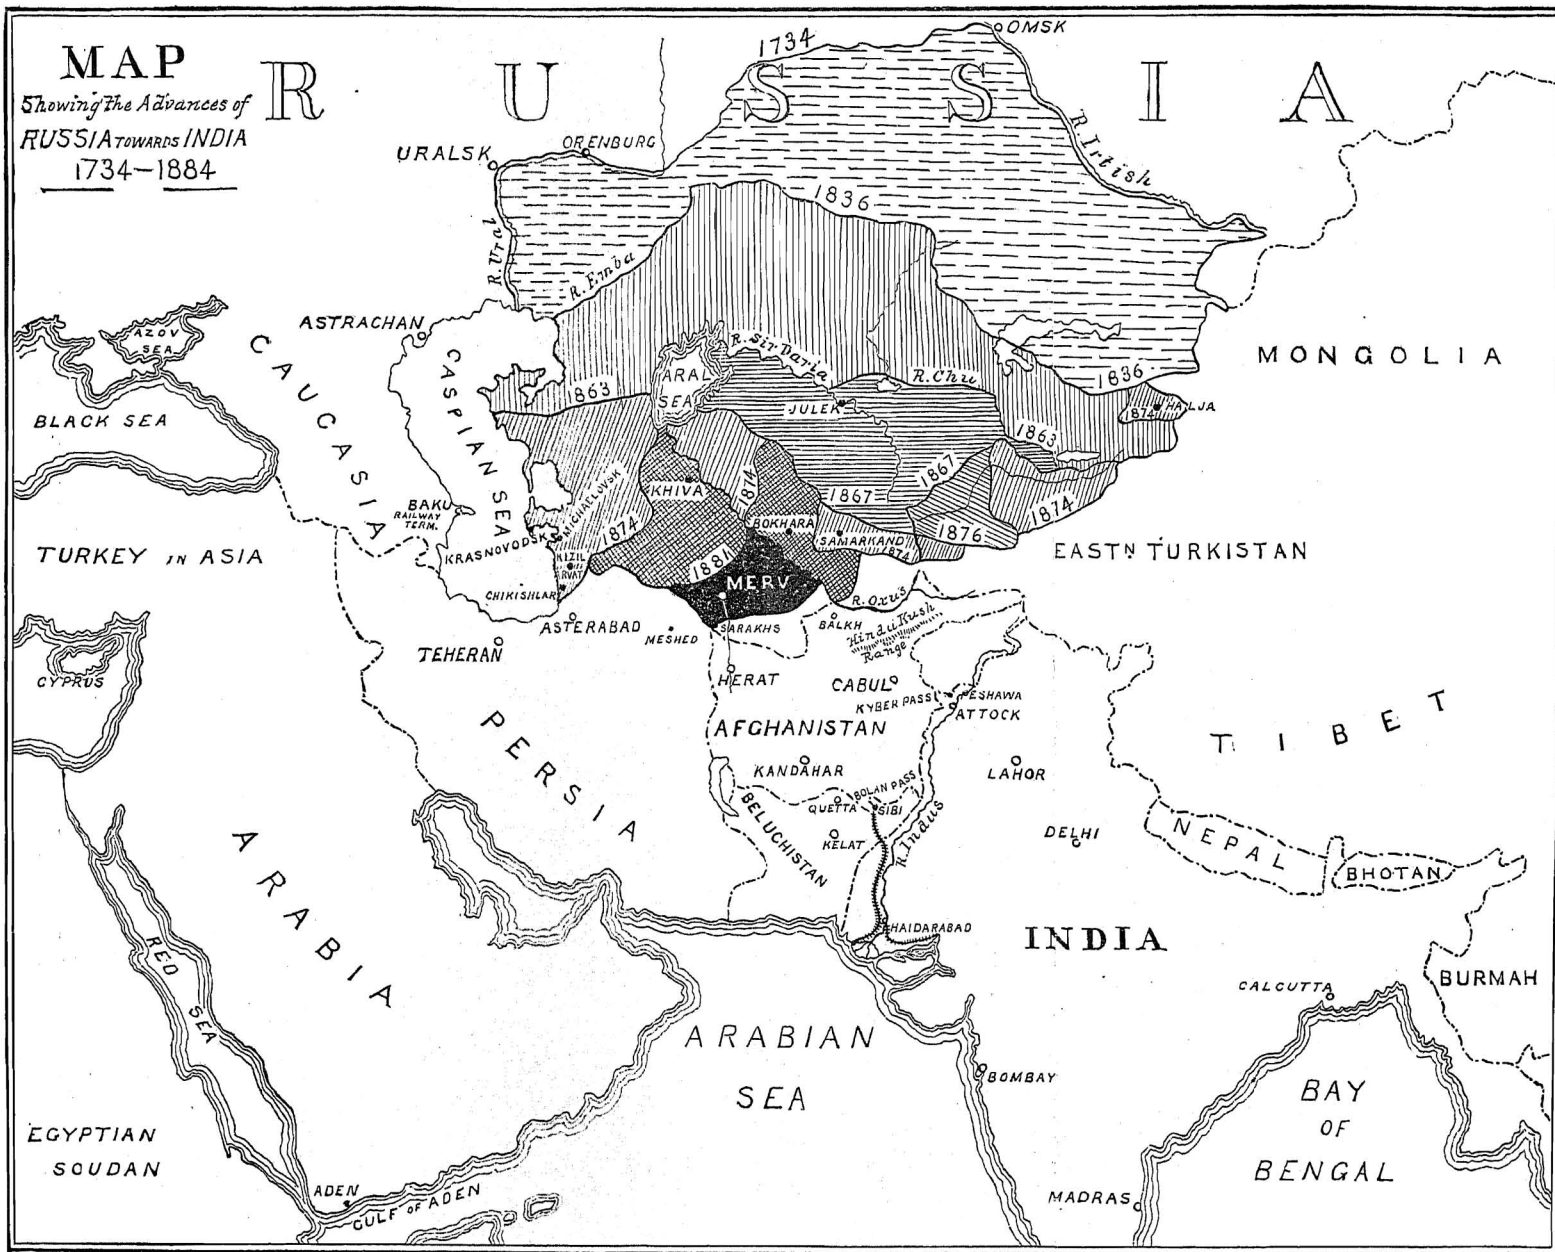 MAP
Showing the Advances of
RUSSIA TOWARDS INDIA
1734–1884
RUSSIA
1734
OMSK
R. Irtish
ORENBURG
URALSK
R. Ural
R. Emba
1836
ASTRACHAN
AZOV
SEA
CAUCASIA
CASPIAN SEA
BLACK SEA
1863
ARAL
SEA
R. Sir Daria
JULEK
R. Chu
1836
MONGOLIA
1874
1863
1867
1867
1874
1876
1874
KHIVA
BOKHARA
SAMARKAND
1874
BAKU
RAILWAY
TERM.
KRASNOVODSK
MICHAELOVSK
1874
KIZIL
RVAT
CHIKISHLAR
1881
MERV
EASTN TURKISTAN
TURKEY IN ASIA
R. Oxus
BALKH
Hindu Kush
Range
SARAKHS
MESHED
ASTERABAD
TEHERAN
CYPRUS
HERAT
CABUL
KYBER PASS
PESHAWA
ATTOCK
AFGHANISTAN
PERSIA
TIBET
KANDAHAR
LAHOR
BOLAN PASS
QUETTA
SIBI
KELAT
BELUCHISTAN
R. Indus
DELHI
NEPAL
BHOTAN
ARABIA
HAIDARABAD
INDIA
RED SEA
CALCUTTA
BURMAH
ARABIAN
SEA
BOMBAY
BAY
OF
BENGAL
EGYPTIAN
SOUDAN
ADEN
GULF OF ADEN
MADRAS